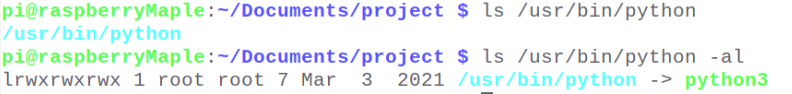 pi@raspberryMaple:~/Documents/project $ ls /usr/bin/python
/usr/bin/python
pi@raspberryMaple:~/Documents/project $ ls /usr/bin/python -al
lrwxrwxrwx 1 root root 7 Mar  3  2021 /usr/bin/python -> python3